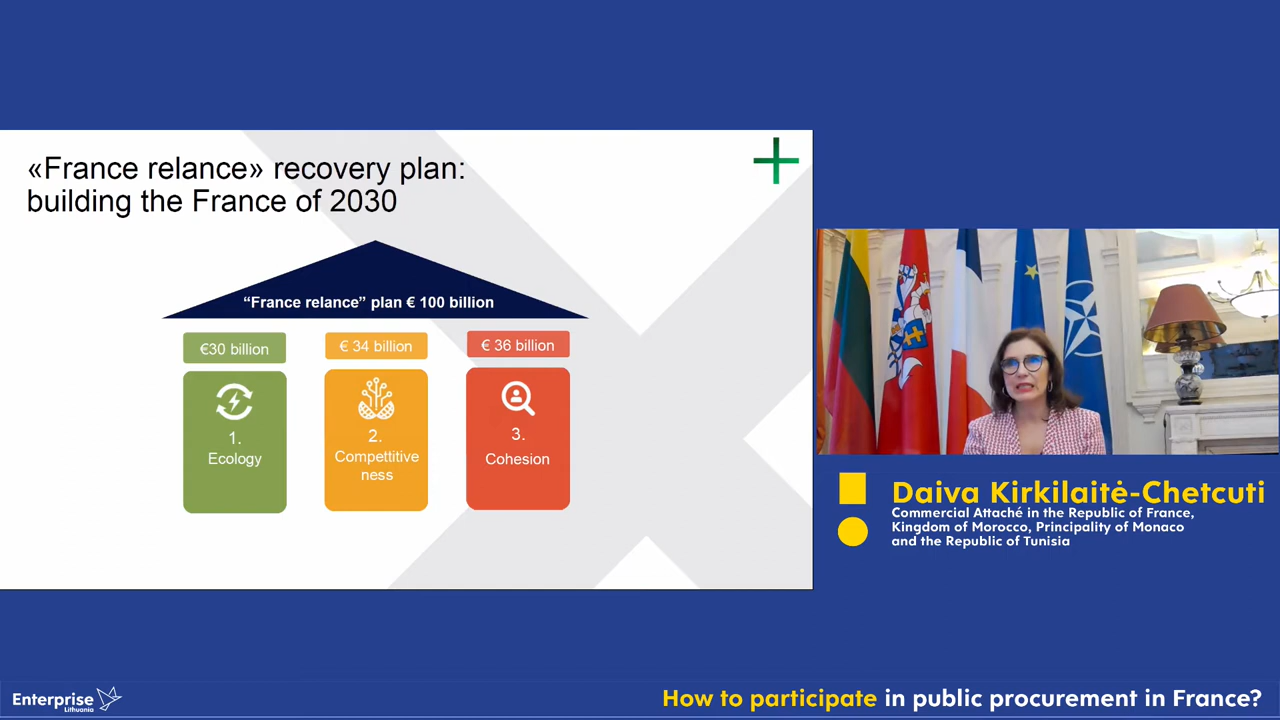 «France relance» recovery plan:
building the France of 2030
“France relance” plan € 100 billion
€30 billion
€ 34 billion
€ 36 billion
1.
Ecology
2.
Compettitive
ness
3.
Cohesion
Daiva Kirkilaitė-Chetcuti
Commercial Attaché in the Republic of France,
Kingdom of Morocco, Principality of Monaco
and the Republic of Tunisia
Enterprise
Lithuania
How to participate in public procurement in France?